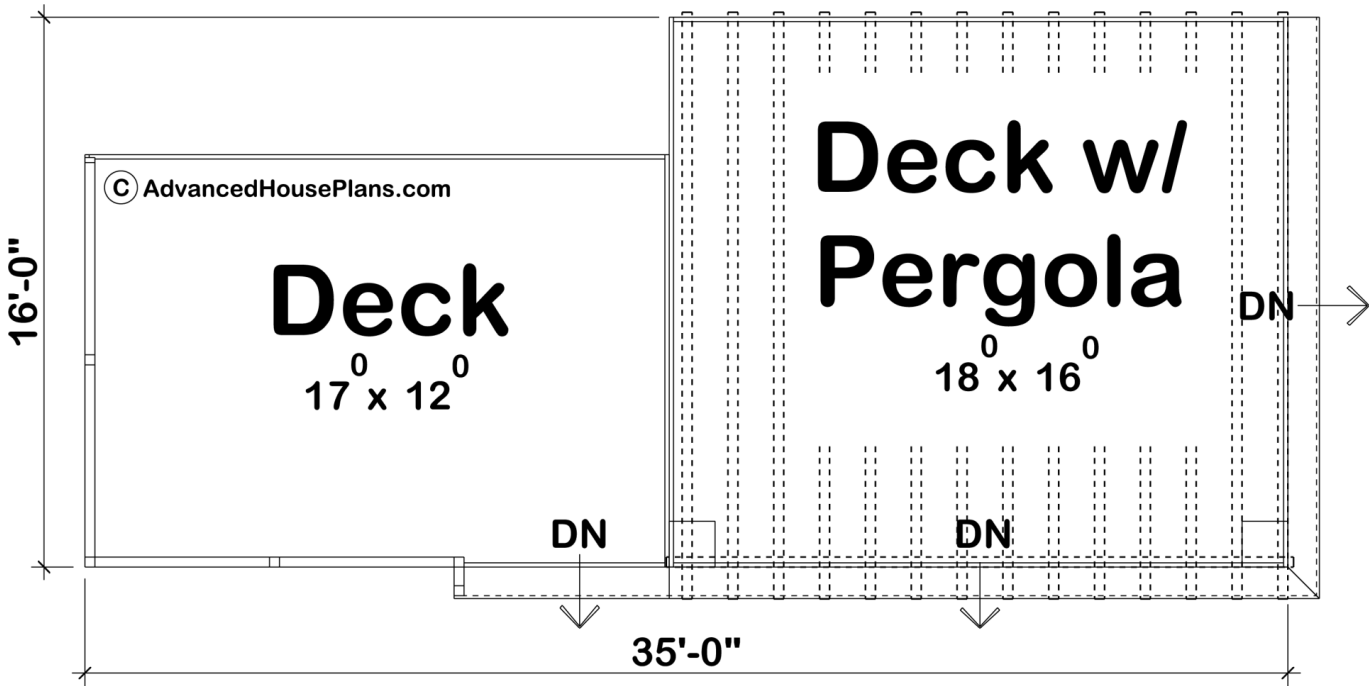 © AdvancedHousePlans.com
Deck
17⁰ x 12⁰
Deck w/
Pergola
18⁰ x 16⁰
16'-0"
DN
DN
DN
35'-0"